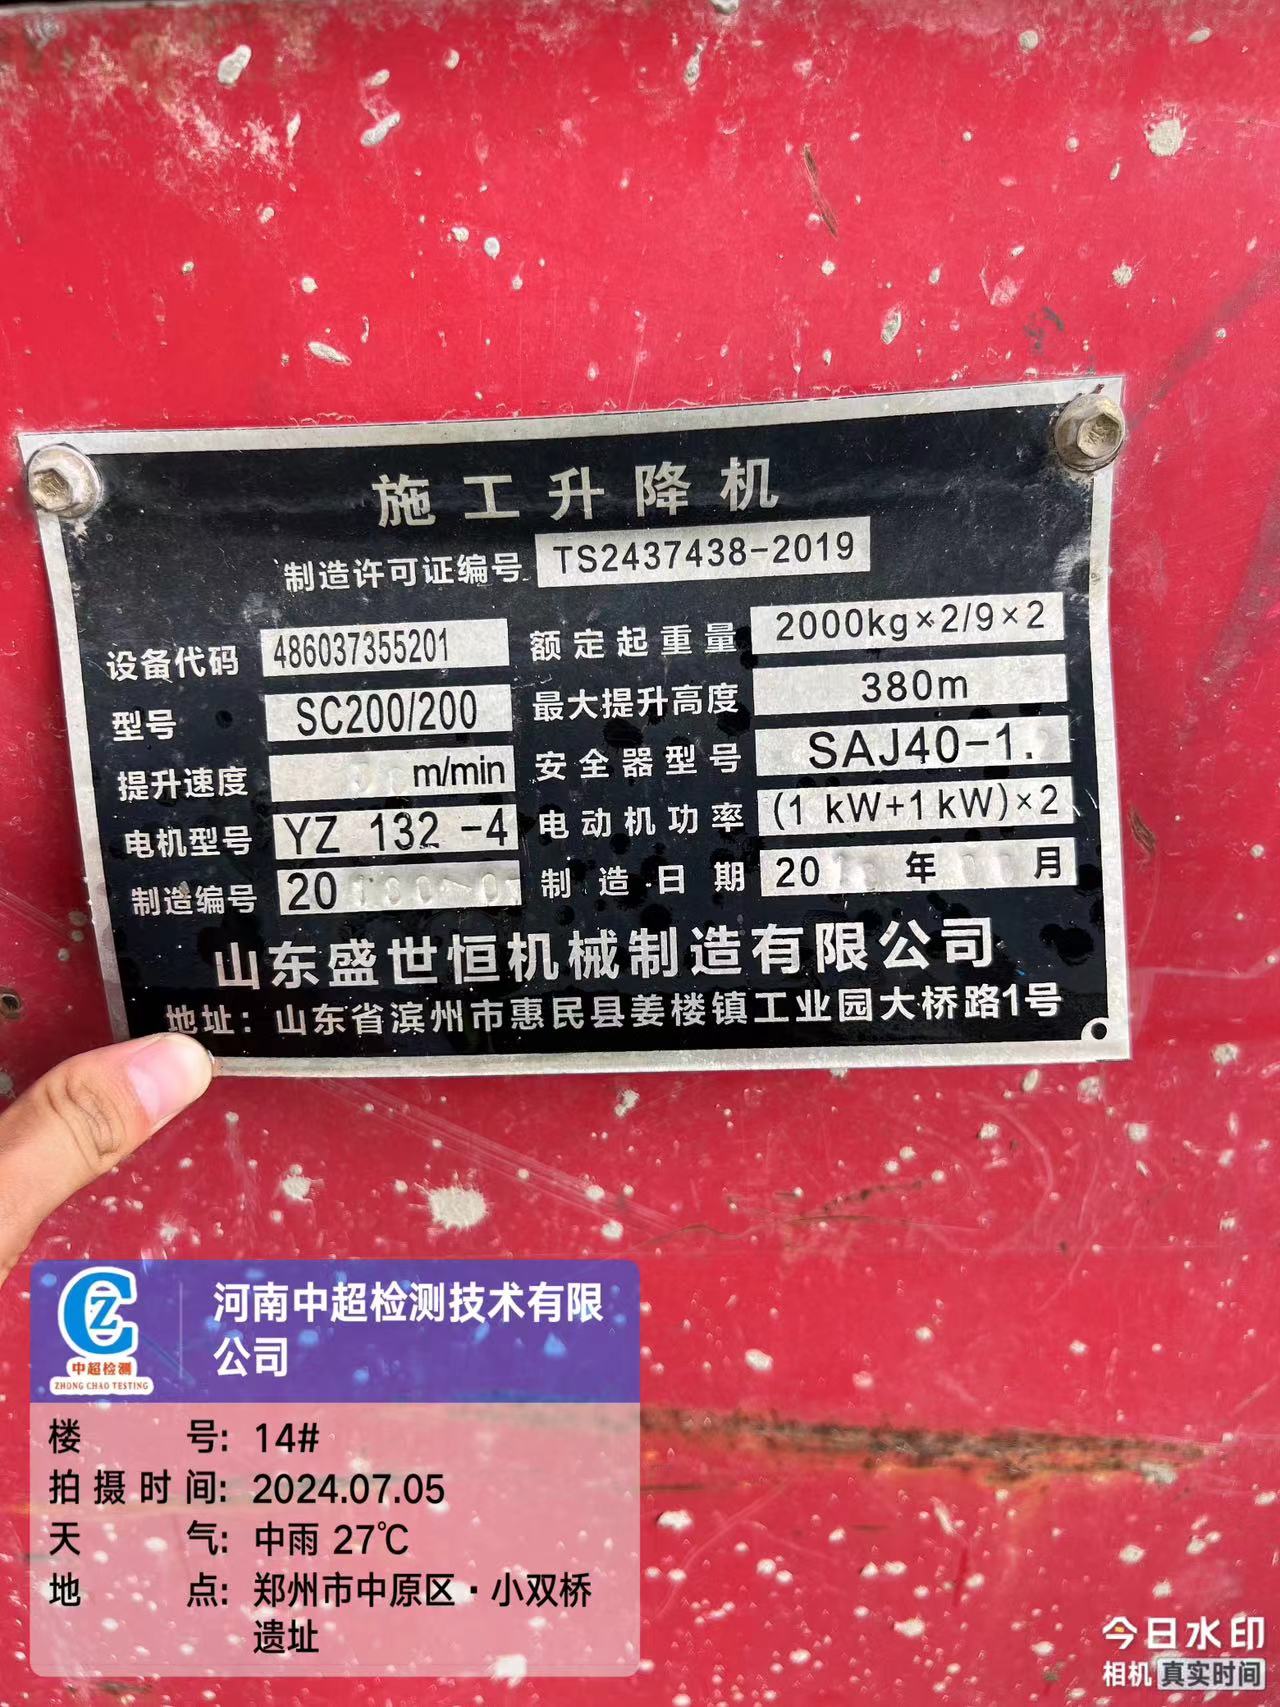 施工升降机
制造许可证编号 TS2437438-2019
设备代码 486037355201 额定起重量 2000kg×2/9×2
型号 SC200/200 最大提升高度 380m
提升速度 m/min 安全器型号 SAJ40-1.
电机型号 YZ 132 -4 电动机功率 (1 kW+1 kW)×2
制造编号 20 制造日期 20 年 月
山东盛世恒机械制造有限公司
地址：山东省滨州市惠民县姜楼镇工业园大桥路1号
中超检测
ZHONG CHAO TESTING
河南中超检测技术有限
公司
楼号: 14#
拍摄时间: 2024.07.05
天气: 中雨 27℃
地点: 郑州市中原区·小双桥
遗址
今日水印
相机 真实时间